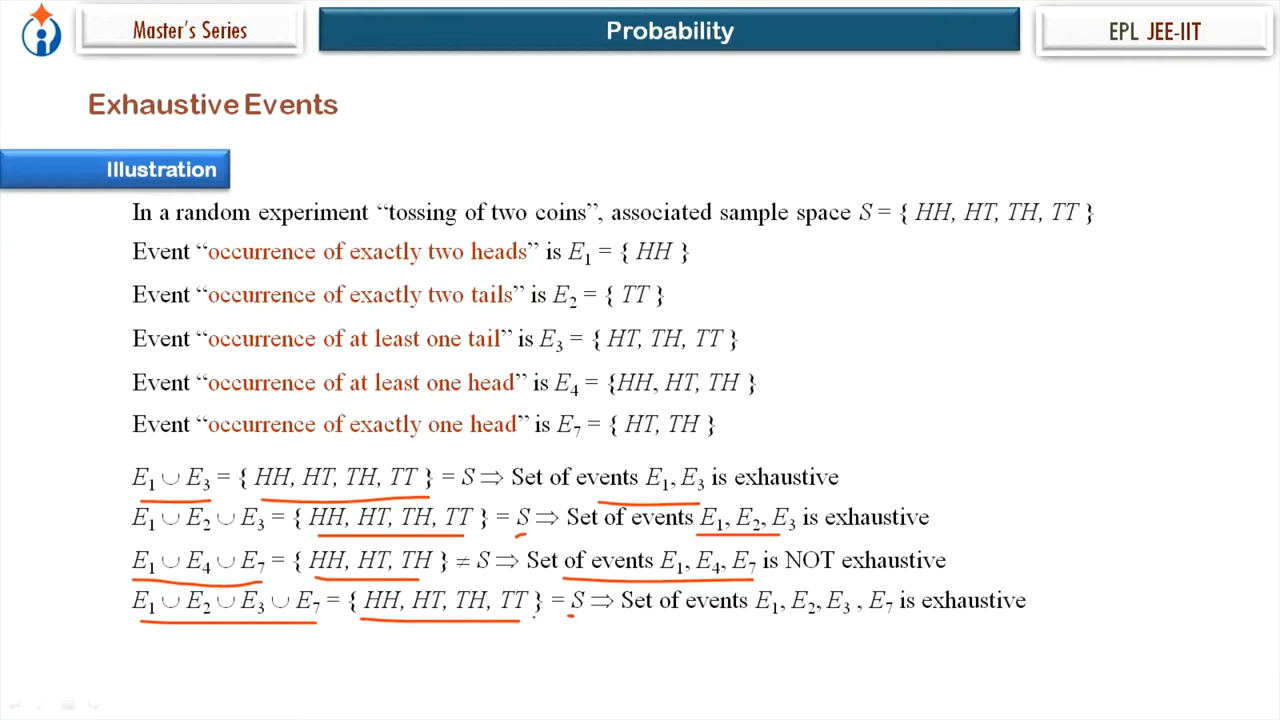 Master's Series
Probability
EPL JEE-IIT
Exhaustive Events
Illustration
In a random experiment “tossing of two coins”, associated sample space S = { HH, HT, TH, TT }
Event “occurrence of exactly two heads” is E₁ = { HH }
Event “occurrence of exactly two tails” is E₂ = { TT }
Event “occurrence of at least one tail” is E₃ = { HT, TH, TT }
Event “occurrence of at least one head” is E₄ = {HH, HT, TH }
Event “occurrence of exactly one head” is E₇ = { HT, TH }
E₁ ∪ E₃ = { HH, HT, TH, TT } = S ⇒ Set of events E₁, E₃ is exhaustive
E₁ ∪ E₂ ∪ E₃ = { HH, HT, TH, TT } = S ⇒ Set of events E₁, E₂, E₃ is exhaustive
E₁ ∪ E₄ ∪ E₇ = { HH, HT, TH } ≠ S ⇒ Set of events E₁, E₄, E₇ is NOT exhaustive
E₁ ∪ E₂ ∪ E₃ ∪ E₇ = { HH, HT, TH, TT } = S ⇒ Set of events E₁, E₂, E₃ , E₇ is exhaustive